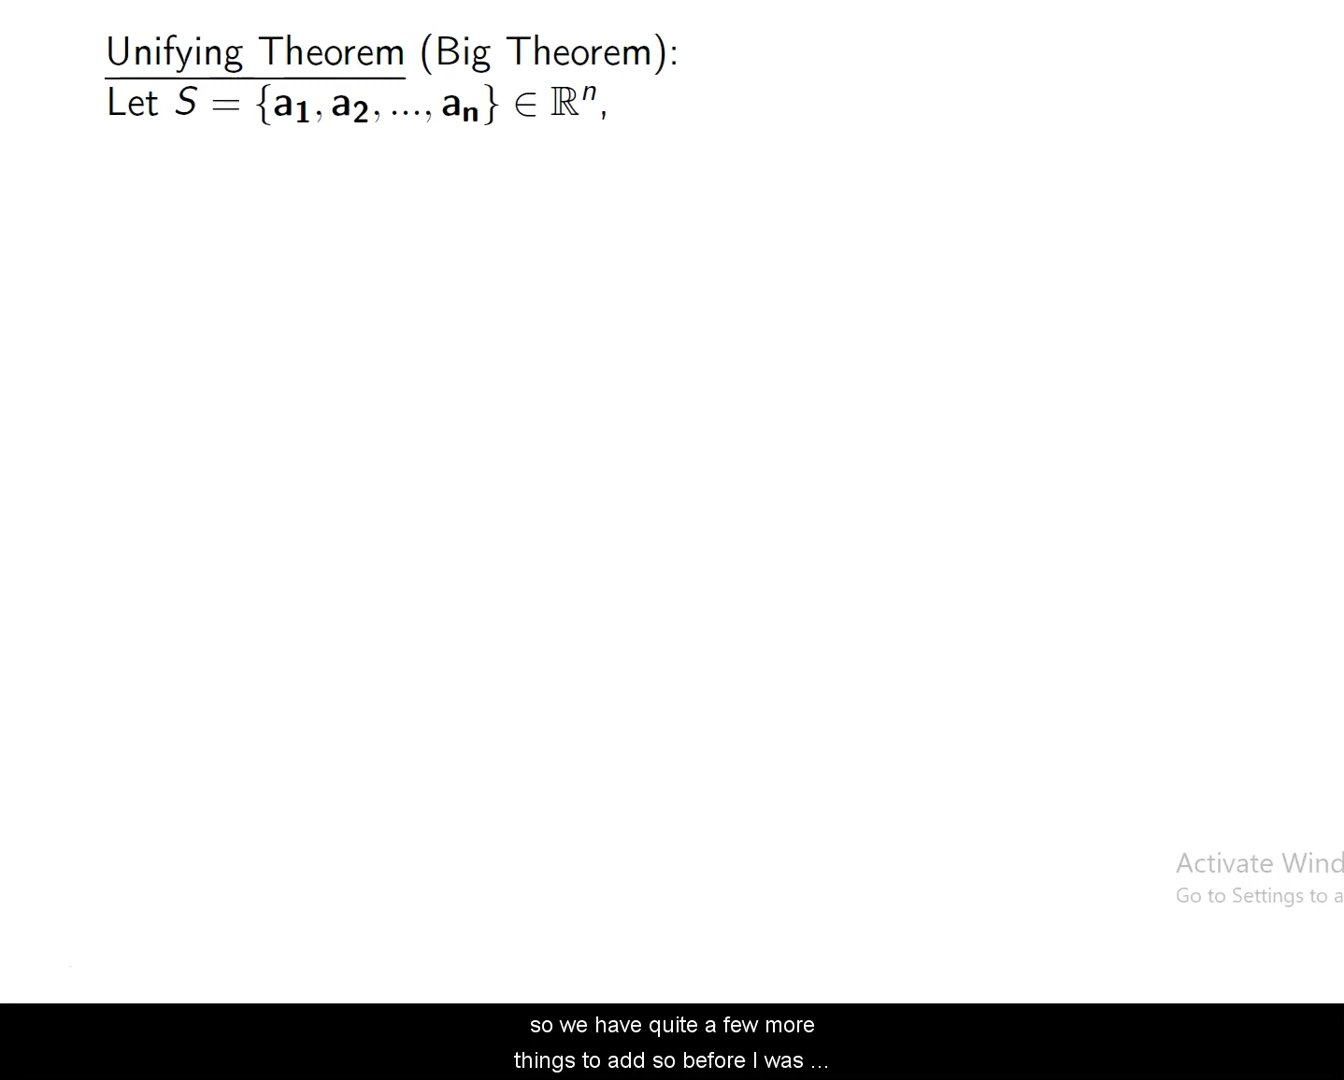 Unifying Theorem (Big Theorem):
Let S = {a₁, a₂, ..., aₙ} ∈ ℝⁿ,
Activate Wind
Go to Settings to a
so we have quite a few more
things to add so before I was ...